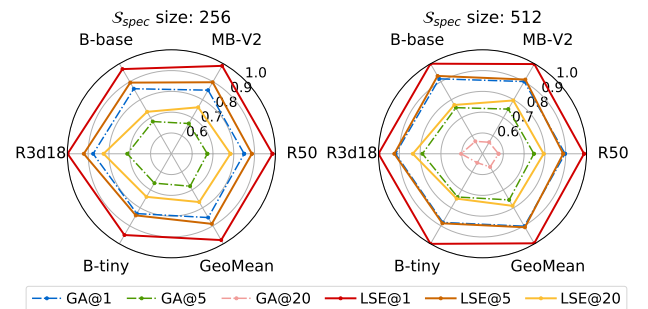 𝒮spec size: 256
B-base
MB-V2
1.0
0.9
0.8
0.7
0.6
R3d18
R50
B-tiny
GeoMean
𝒮spec size: 512
B-base
MB-V2
1.0
0.9
0.8
0.7
0.6
R3d18
R50
B-tiny
GeoMean
GA@1 GA@5 GA@20 LSE@1 LSE@5 LSE@20